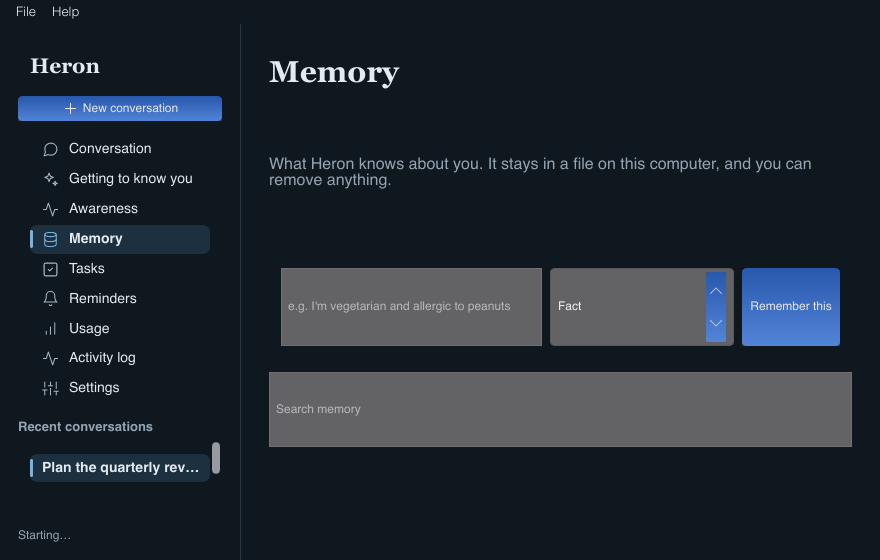 File Help
Heron
New conversation
Conversation
Getting to know you
Awareness
Memory
Tasks
Reminders
Usage
Activity log
Settings
Recent conversations
Plan the quarterly rev…
Starting…
Memory
What Heron knows about you. It stays in a file on this computer, and you can
remove anything.
e.g. I'm vegetarian and allergic to peanuts
Fact
Remember this
Search memory